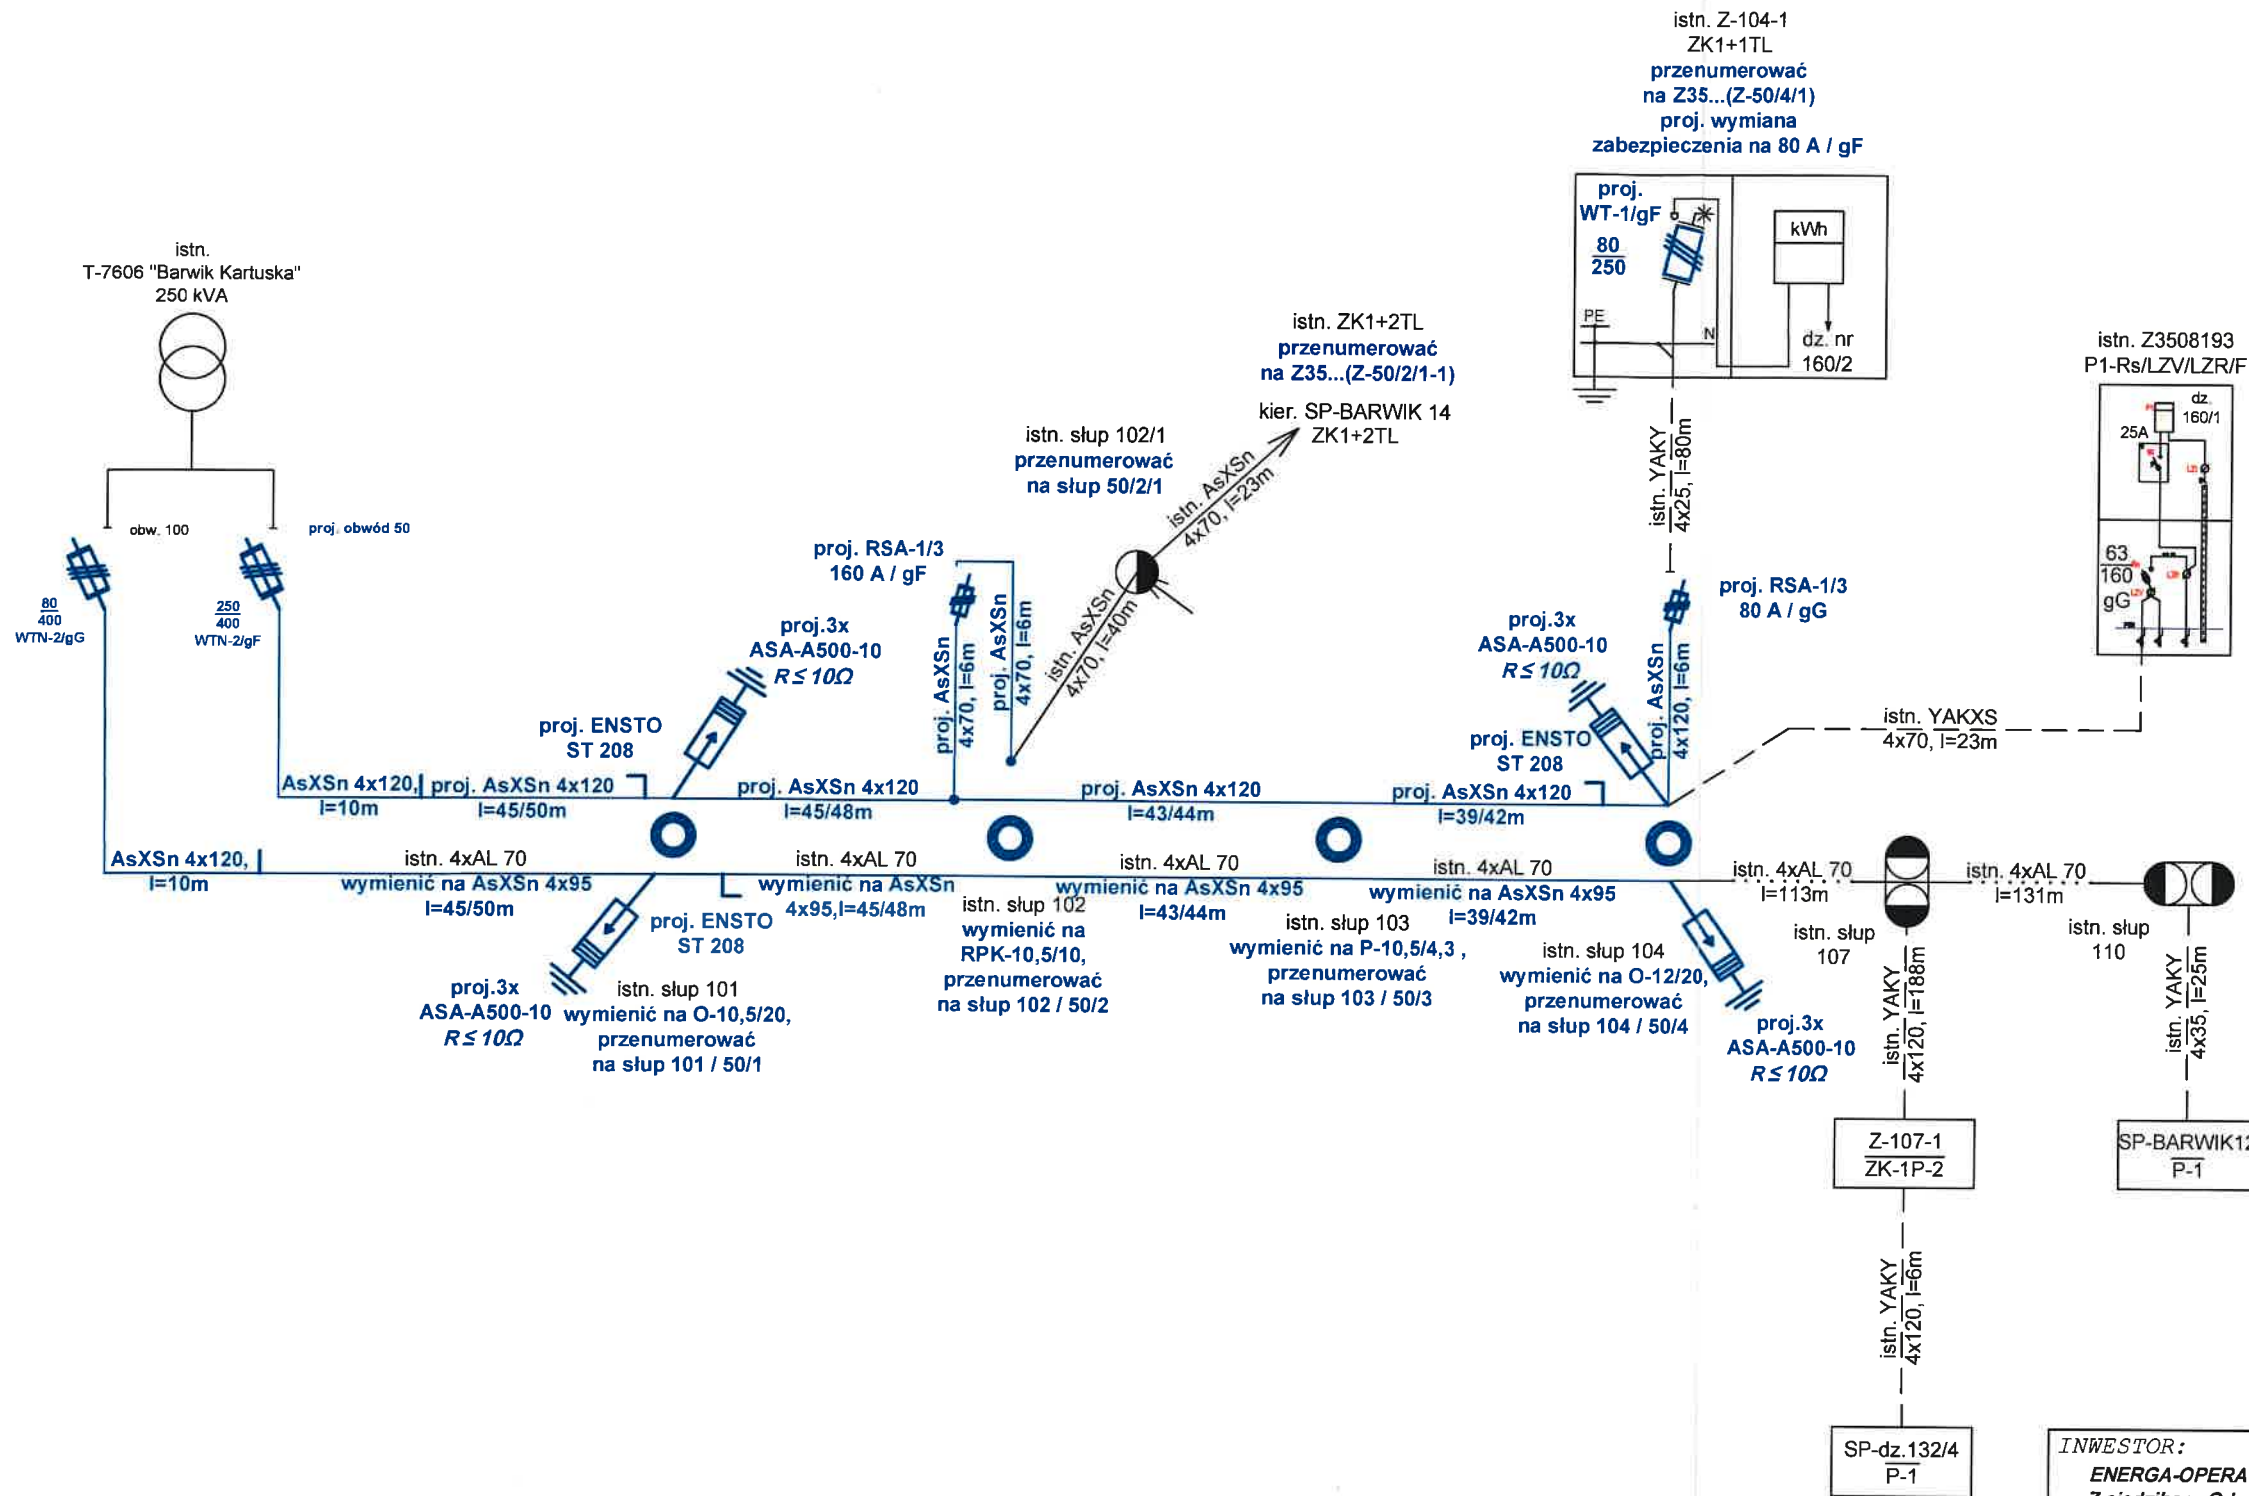 istn. Z-104-1
ZK1+1TL
przenumerować
na Z35...(Z-50/4/1)
proj. wymiana
zabezpieczenia na 80 A / gF
proj.
WT-1/gF
80
250
kWh
PE
N
dz. nr
160/2
istn.
T-7606 "Barwik Kartuska"
250 kVA
obw. 100
proj. obwód 50
80
400
WTN-2/gG
250
400
WTN-2/gF
istn. ZK1+2TL
przenumerować
na Z35...(Z-50/2/1-1)
kier. SP-BARWIK 14
ZK1+2TL
istn. słup 102/1
przenumerować
na słup 50/2/1
istn. AsXSn
4x70, l=23m
istn. AsXSn
4x70, l=40m
proj. RSA-1/3
160 A / gF
proj. AsXSn
4x70, l=6m
proj. AsXSn
4x70, l=6m
proj.3x
ASA-A500-10
R ≤ 10Ω
proj. ENSTO
ST 208
istn. YAKY
4x25, l=80m
proj. RSA-1/3
80 A / gG
proj. AsXSn
4x120, l=6m
proj.3x
ASA-A500-10
R ≤ 10Ω
proj. ENSTO
ST 208
istn. Z3508193
P1-Rs/LZV/LZR/F
dz.
160/1
25A
63
160
gG
istn. YAKXS
4x70, l=23m
AsXSn 4x120,
l=10m
proj. AsXSn 4x120
l=45/50m
proj. AsXSn 4x120
l=45/48m
proj. AsXSn 4x120
l=43/44m
proj. AsXSn 4x120
l=39/42m
AsXSn 4x120,
l=10m
istn. 4xAL 70
wymienić na AsXSn 4x95
l=45/50m
istn. 4xAL 70
wymienić na AsXSn
4x95,l=45/48m
istn. 4xAL 70
wymienić na AsXSn 4x95
l=43/44m
istn. 4xAL 70
wymienić na AsXSn 4x95
l=39/42m
istn. 4xAL 70
l=113m
istn. 4xAL 70
l=131m
proj. ENSTO
ST 208
proj.3x
ASA-A500-10
R ≤ 10Ω
istn. słup 101
wymienić na O-10,5/20,
przenumerować
na słup 101 / 50/1
istn. słup 102
wymienić na
RPK-10,5/10,
przenumerować
na słup 102 / 50/2
istn. słup 103
wymienić na P-10,5/4,3 ,
przenumerować
na słup 103 / 50/3
istn. słup 104
wymienić na O-12/20,
przenumerować
na słup 104 / 50/4
proj.3x
ASA-A500-10
R ≤ 10Ω
istn. słup
107
istn. słup
110
istn. YAKY
4x120, l=188m
istn. YAKY
4x35, l=25m
Z-107-1
ZK-1P-2
SP-BARWIK12
P-1
istn. YAKY
4x120, l=6m
SP-dz.132/4
P-1
INWESTOR:
ENERGA-OPERA